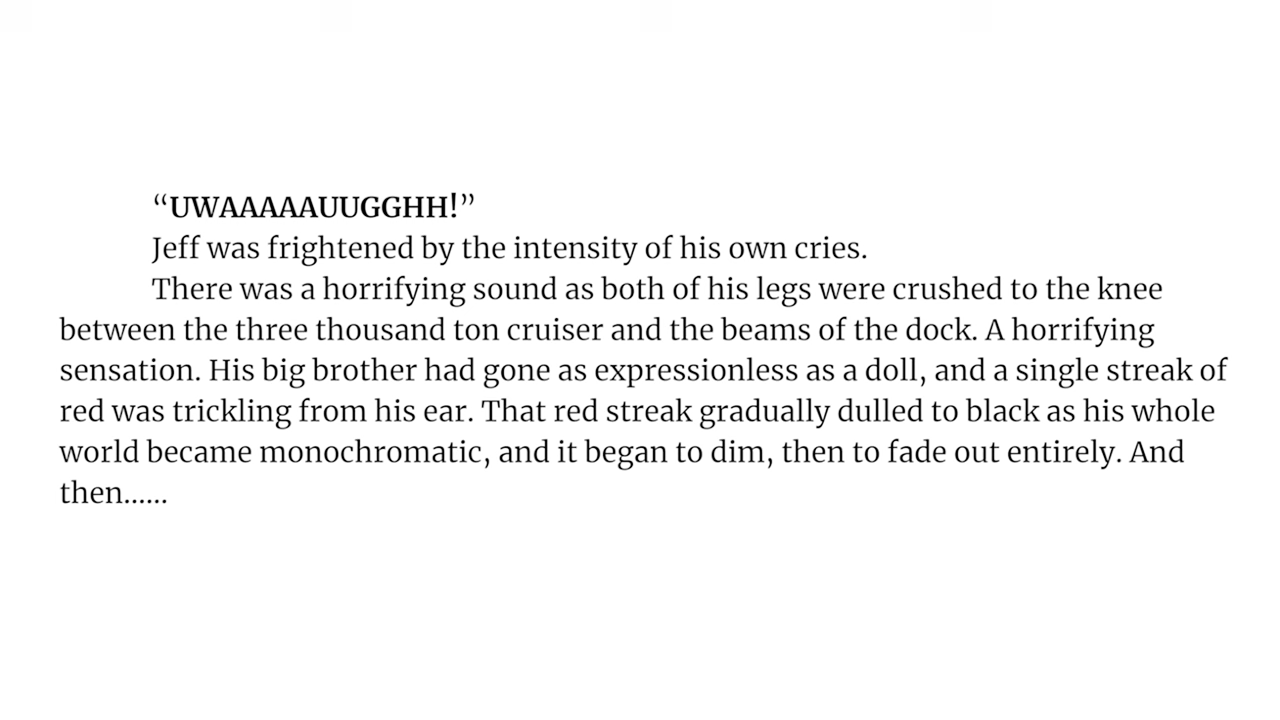 “UWAAAAAUUGGHH!”
Jeff was frightened by the intensity of his own cries.
There was a horrifying sound as both of his legs were crushed to the knee
between the three thousand ton cruiser and the beams of the dock. A horrifying
sensation. His big brother had gone as expressionless as a doll, and a single streak of
red was trickling from his ear. That red streak gradually dulled to black as his whole
world became monochromatic, and it began to dim, then to fade out entirely. And
then......